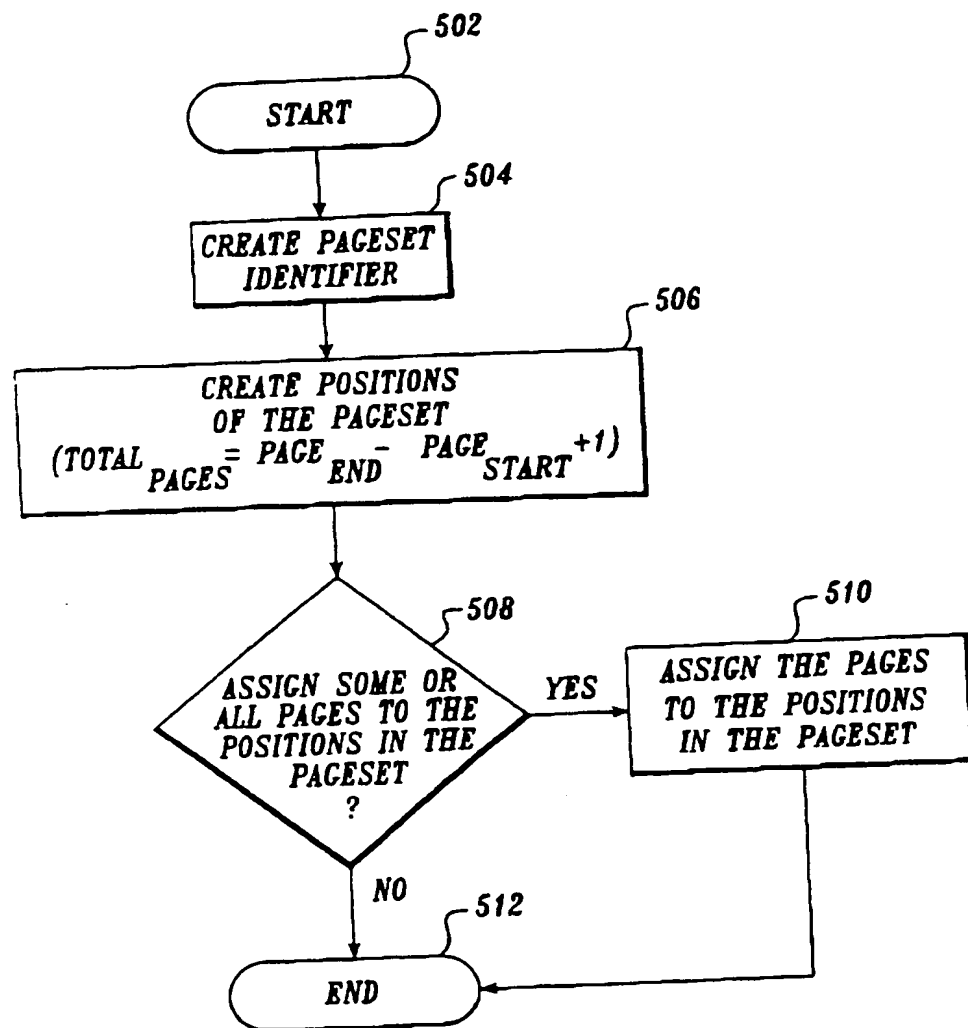 502
START
504
CREATE PAGESET
IDENTIFIER
506
CREATE POSITIONS
OF THE PAGESET
(TOTAL PAGES = PAGE END - PAGE START +1)
508
ASSIGN SOME OR
ALL PAGES TO THE
POSITIONS IN THE
PAGESET
?
YES
510
ASSIGN THE PAGES
TO THE POSITIONS
IN THE PAGESET
NO
512
END